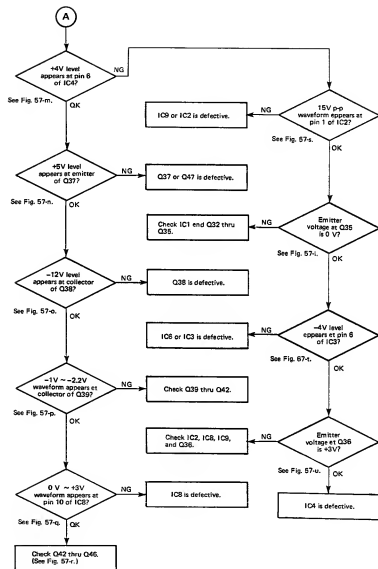 A
+4V level
appears at pin 6
of IC4?
NG
See Fig. 57-m.
OK
15V p-p
waveform eppears at
pin 1 of IC2?
NG
IC9 or IC2 is defective.
See Fig. 57-s.
OK
+5V level
appears at emitter
of Q37?
NG
Q37 or Q47 is defective.
See Fig. 57-n.
OK
Emitter
voltage at Q35
is 0 V?
NG
Check IC1 end Q32 thru
Q35.
See Fig. 57-i.
OK
−12V level
appears at collector
of Q38?
NG
Q38 is defective.
See Fig. 57-o.
OK
−4V level
eppears at pin 6
of IC3?
NG
IC6 or IC3 is defective.
See Fig. 67-t.
OK
−1V ~ −2.2V
waveform appears et
collector of Q39?
NG
Check Q39 thru Q42.
See Fig. 57-p.
OK
Emitter
voltege at Q36
is +3V?
NG
Check IC2, IC8, IC9,
and Q36.
See Fig. 57-u.
OK
IC4 is defective.
0 V ~ +3V
waveform appears at
pin 10 of IC8?
NG
IC8 is defective.
See Fig. 57-q.
OK
Check Q42 thru Q46.
(See Fig. 57-r.)